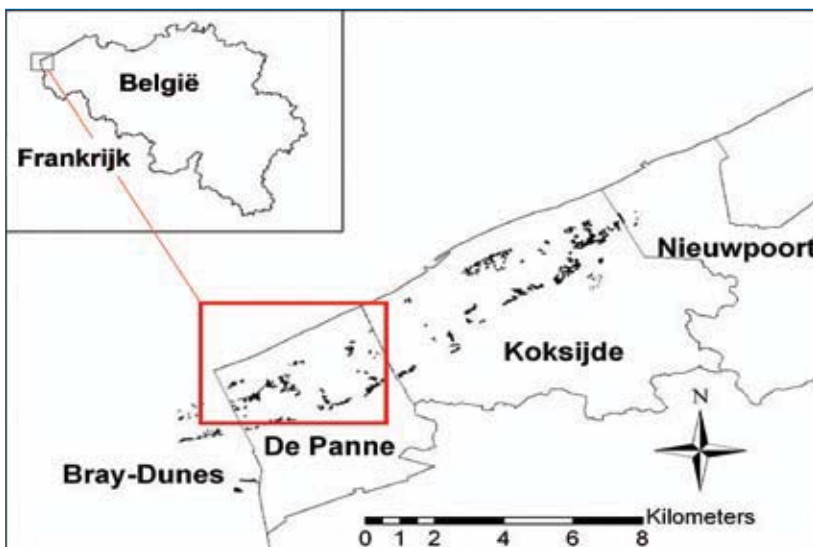 België
Frankrijk
Nieuwpoort
Koksijde
De Panne
Bray-Dunes
N
Kilometers
0 1 2 4 6 8